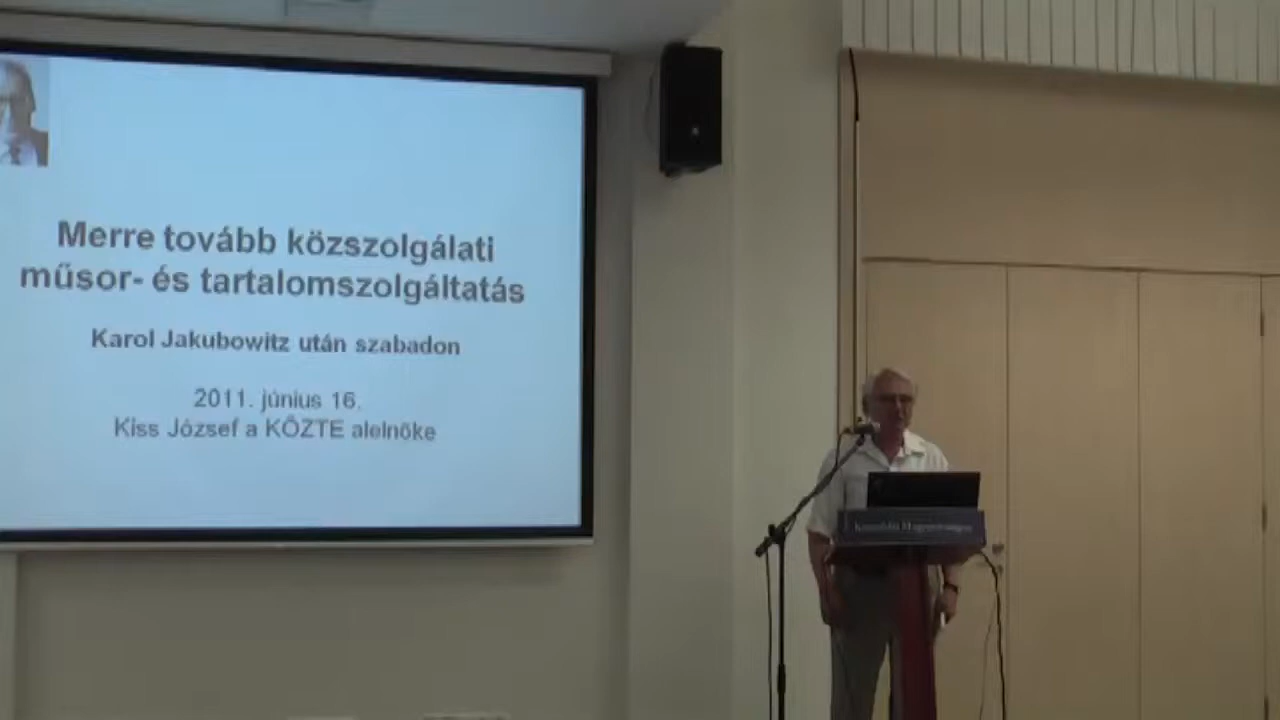 Merre tovább közszolgálati
műsor- és tartalomszolgáltatás
Karol Jakubowitz után szabadon
2011. június 16.
Kiss József a KÖZTE alelnöke